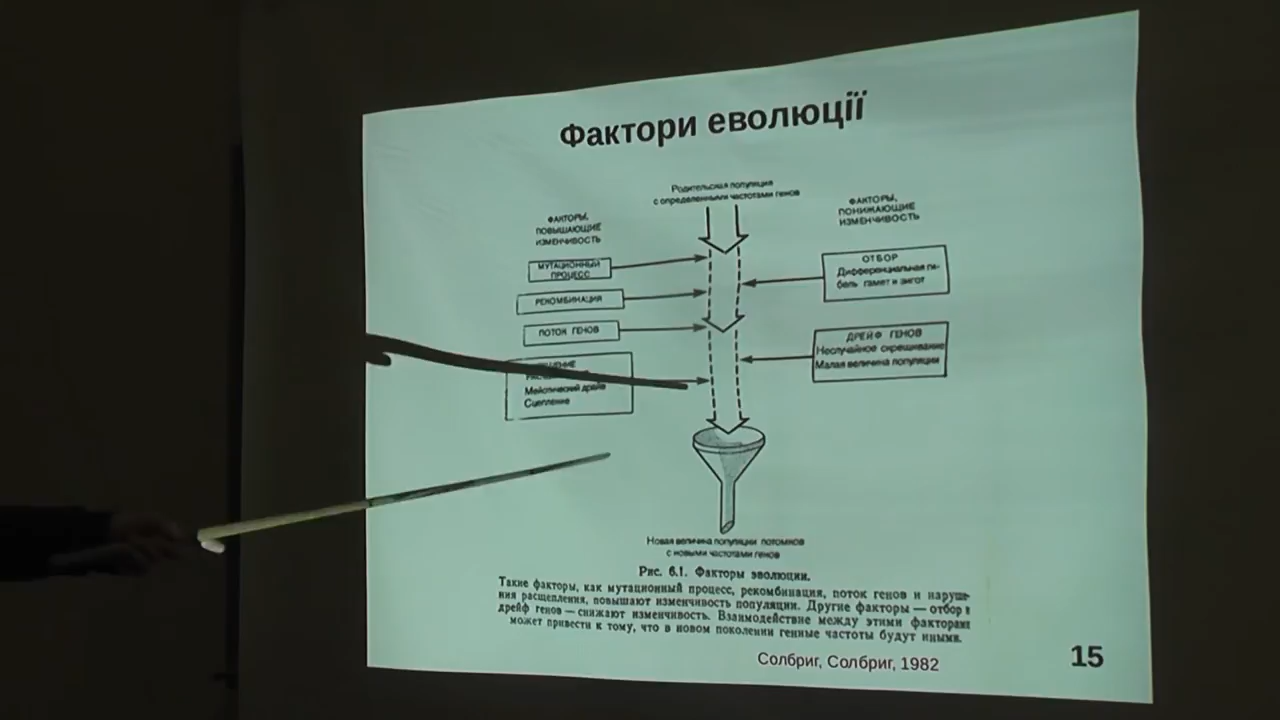 Фактори еволюції
Родительская популяция
с определенными частотами генов
ФАКТОРЫ,
ПОВЫШАЮЩИЕ
ИЗМЕНЧИВОСТЬ
ФАКТОРЫ,
ПОНИЖАЮЩИЕ
ИЗМЕНЧИВОСТЬ
МУТАЦИОННЫЙ
ПРОЦЕСС
РЕКОМБИНАЦИЯ
ПОТОК ГЕНОВ
Мейотический драйв
Сцепление
ОТБОР
Дифференциальная ги-
бель гамет и зигот
ДРЕЙФ ГЕНОВ
Неслучайное скрещивание
Малая величина популяции
Новая величина популяции потомков
с новыми частотами генов
Рис. 6.1. Факторы эволюции.
Такие факторы, как мутационный процесс, рекомбинация, поток генов и наруше-
ния расщепления, повышают изменчивость популяции. Другие факторы — отбор и
дрейф генов — снижают изменчивость. Взаимодействие между этими факторами
может привести к тому, что в новом поколении генные частоты будут иными.
Солбриг, Солбриг, 1982
15